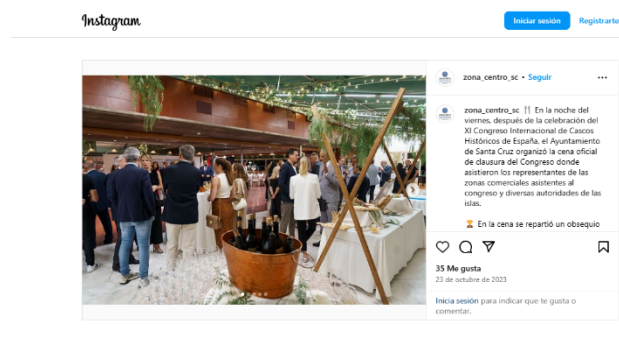 Instagram
Iniciar sesión
Registrarte
zona_centro_sc • Seguir
zona_centro_sc 🍴 En la noche del
viernes, después de la celebración del
XI Congreso Internacional de Cascos
Históricos de España, el Ayuntamiento
de Santa Cruz organizó la cena oficial
de clausura del Congreso donde
asistieron los representantes de las
zonas comerciales asistentes al
congreso y diversas autoridades de las
islas.
⏳ En la cena se repartió un obsequio
35 Me gusta
23 de octubre de 2023
Inicia sesión para indicar que te gusta o
comentar.